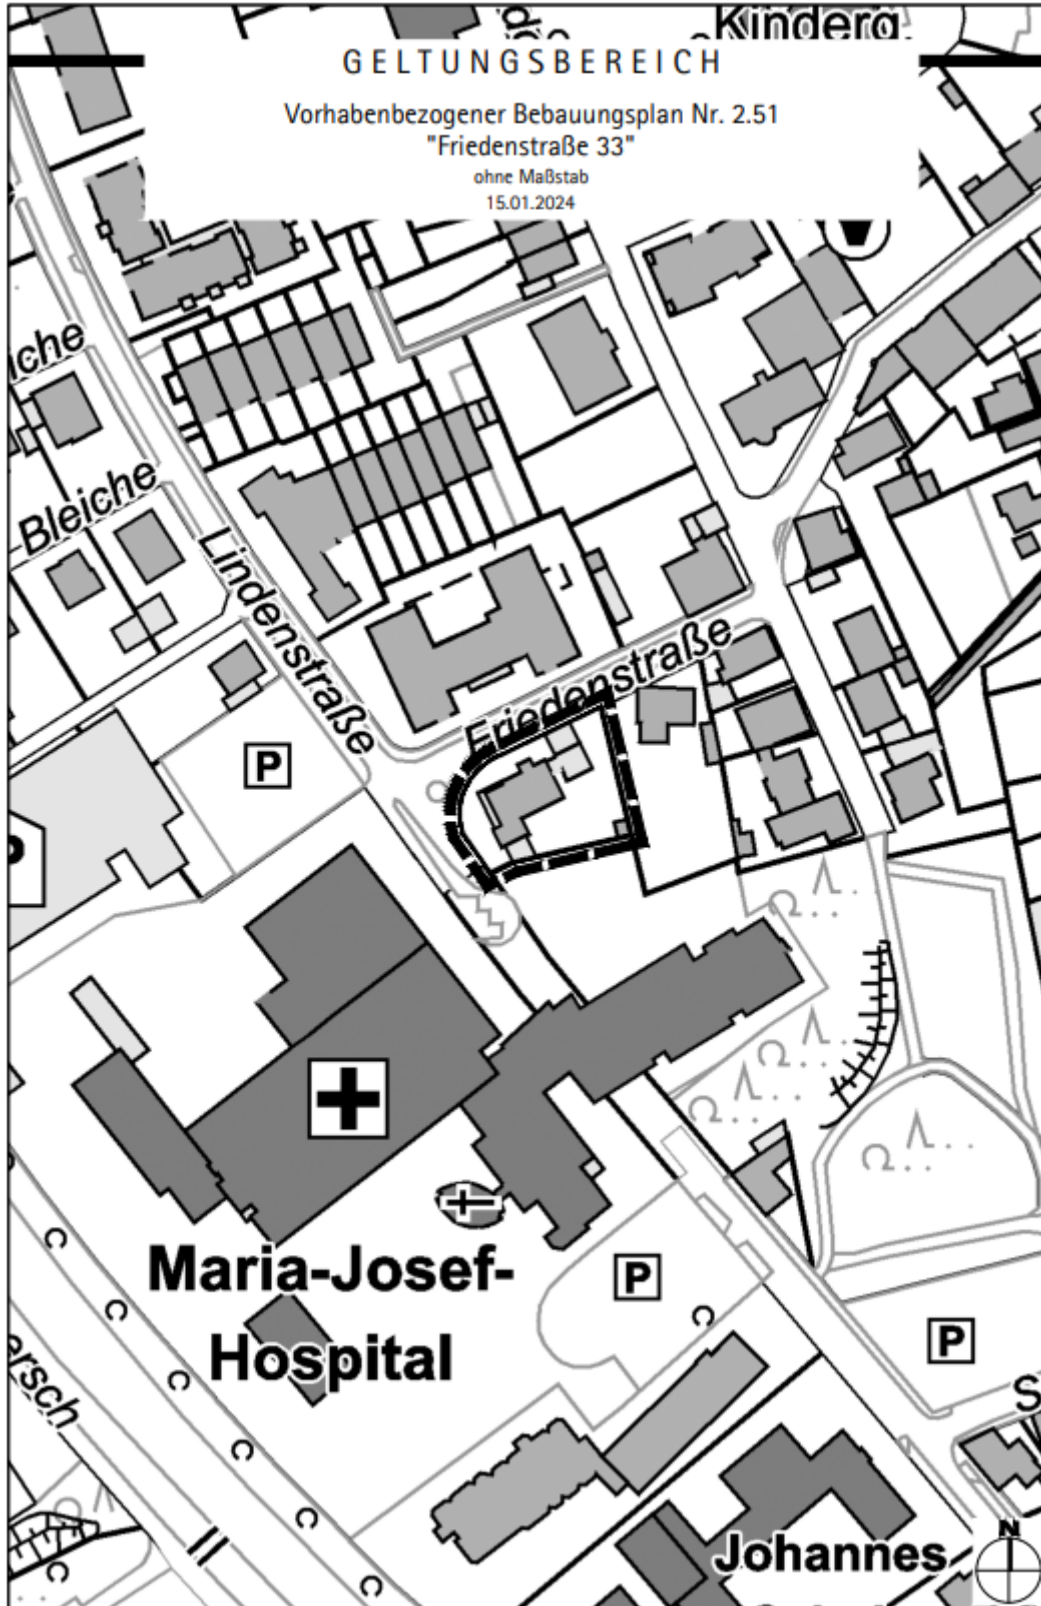 Kinderg.
GELTUNGSBEREICH
Vorhabenbezogener Bebauungsplan Nr. 2.51
"Friedenstraße 33"
ohne Maßstab
15.01.2024
iche
Bleiche
Lindenstraße
Friedenstraße
P
P
Maria-Josef-
Hospital
P
P
ersch
S
Johannes
N